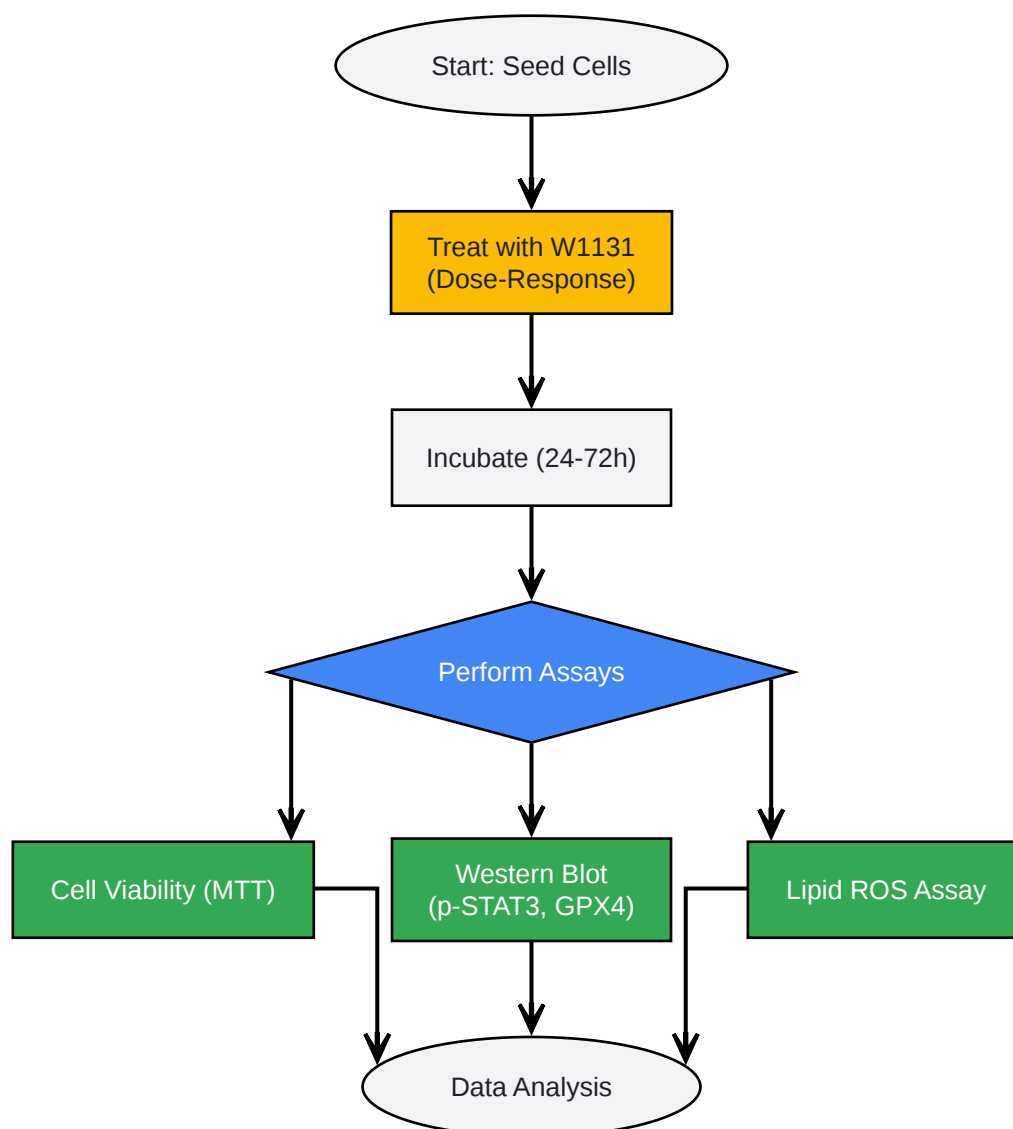 Start: Seed Cells
Treat with W1131
(Dose-Response)
Incubate (24-72h)
Perform Assays
Cell Viability (MTT)
Western Blot
(p-STAT3, GPX4)
Lipid ROS Assay
Data Analysis